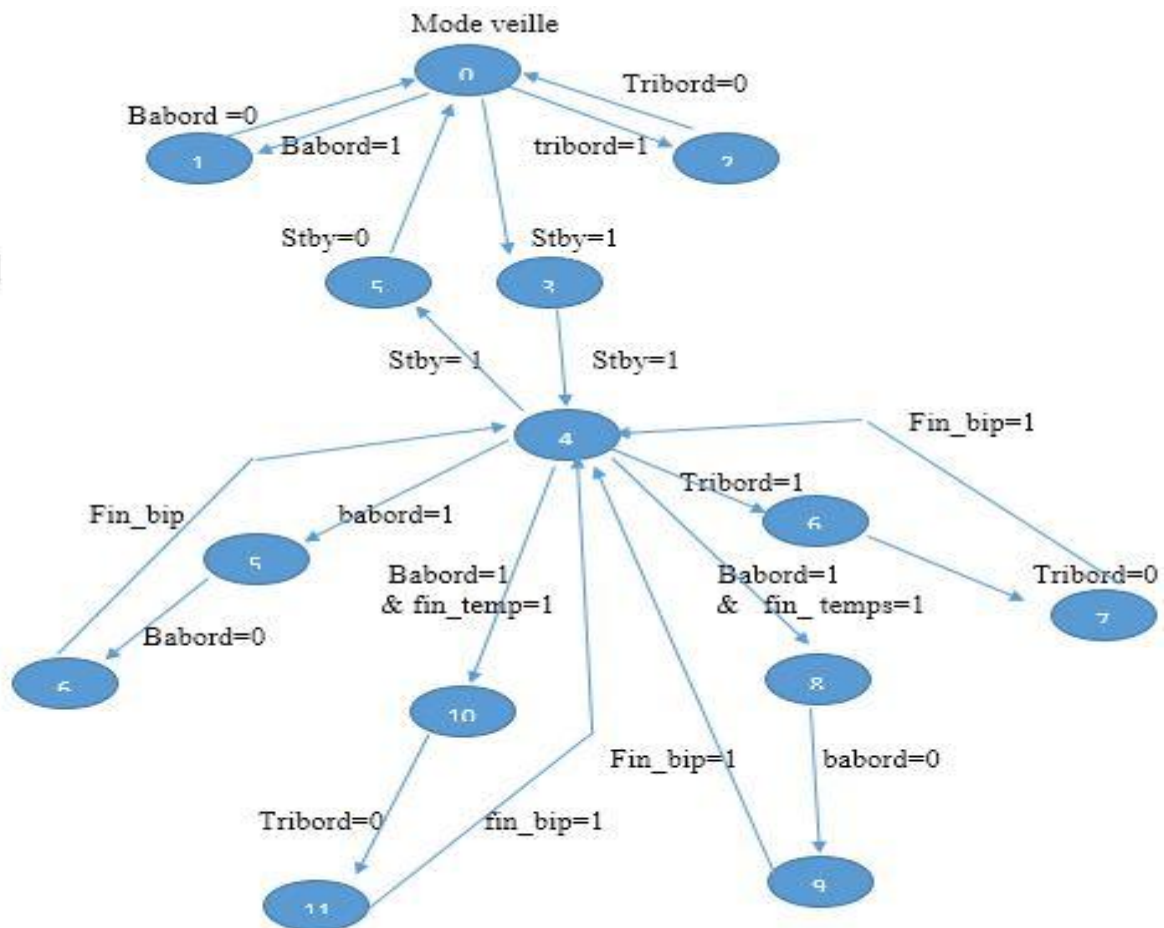 Mode veille
0
Tribord=0
Babord =0
Babord=1
tribord=1
1
2
Stby=0
Stby=1
5
3
Stby= 1
Stby=1
4
Fin_bip=1
Tribord=1
Fin_bip
babord=1
6
5
Babord=1
& fin_temp=1
Babord=1
& fin_ temps=1
Tribord=0
7
Babord=0
6
8
10
Fin_bip=1
babord=0
Tribord=0
fin_bip=1
9
11